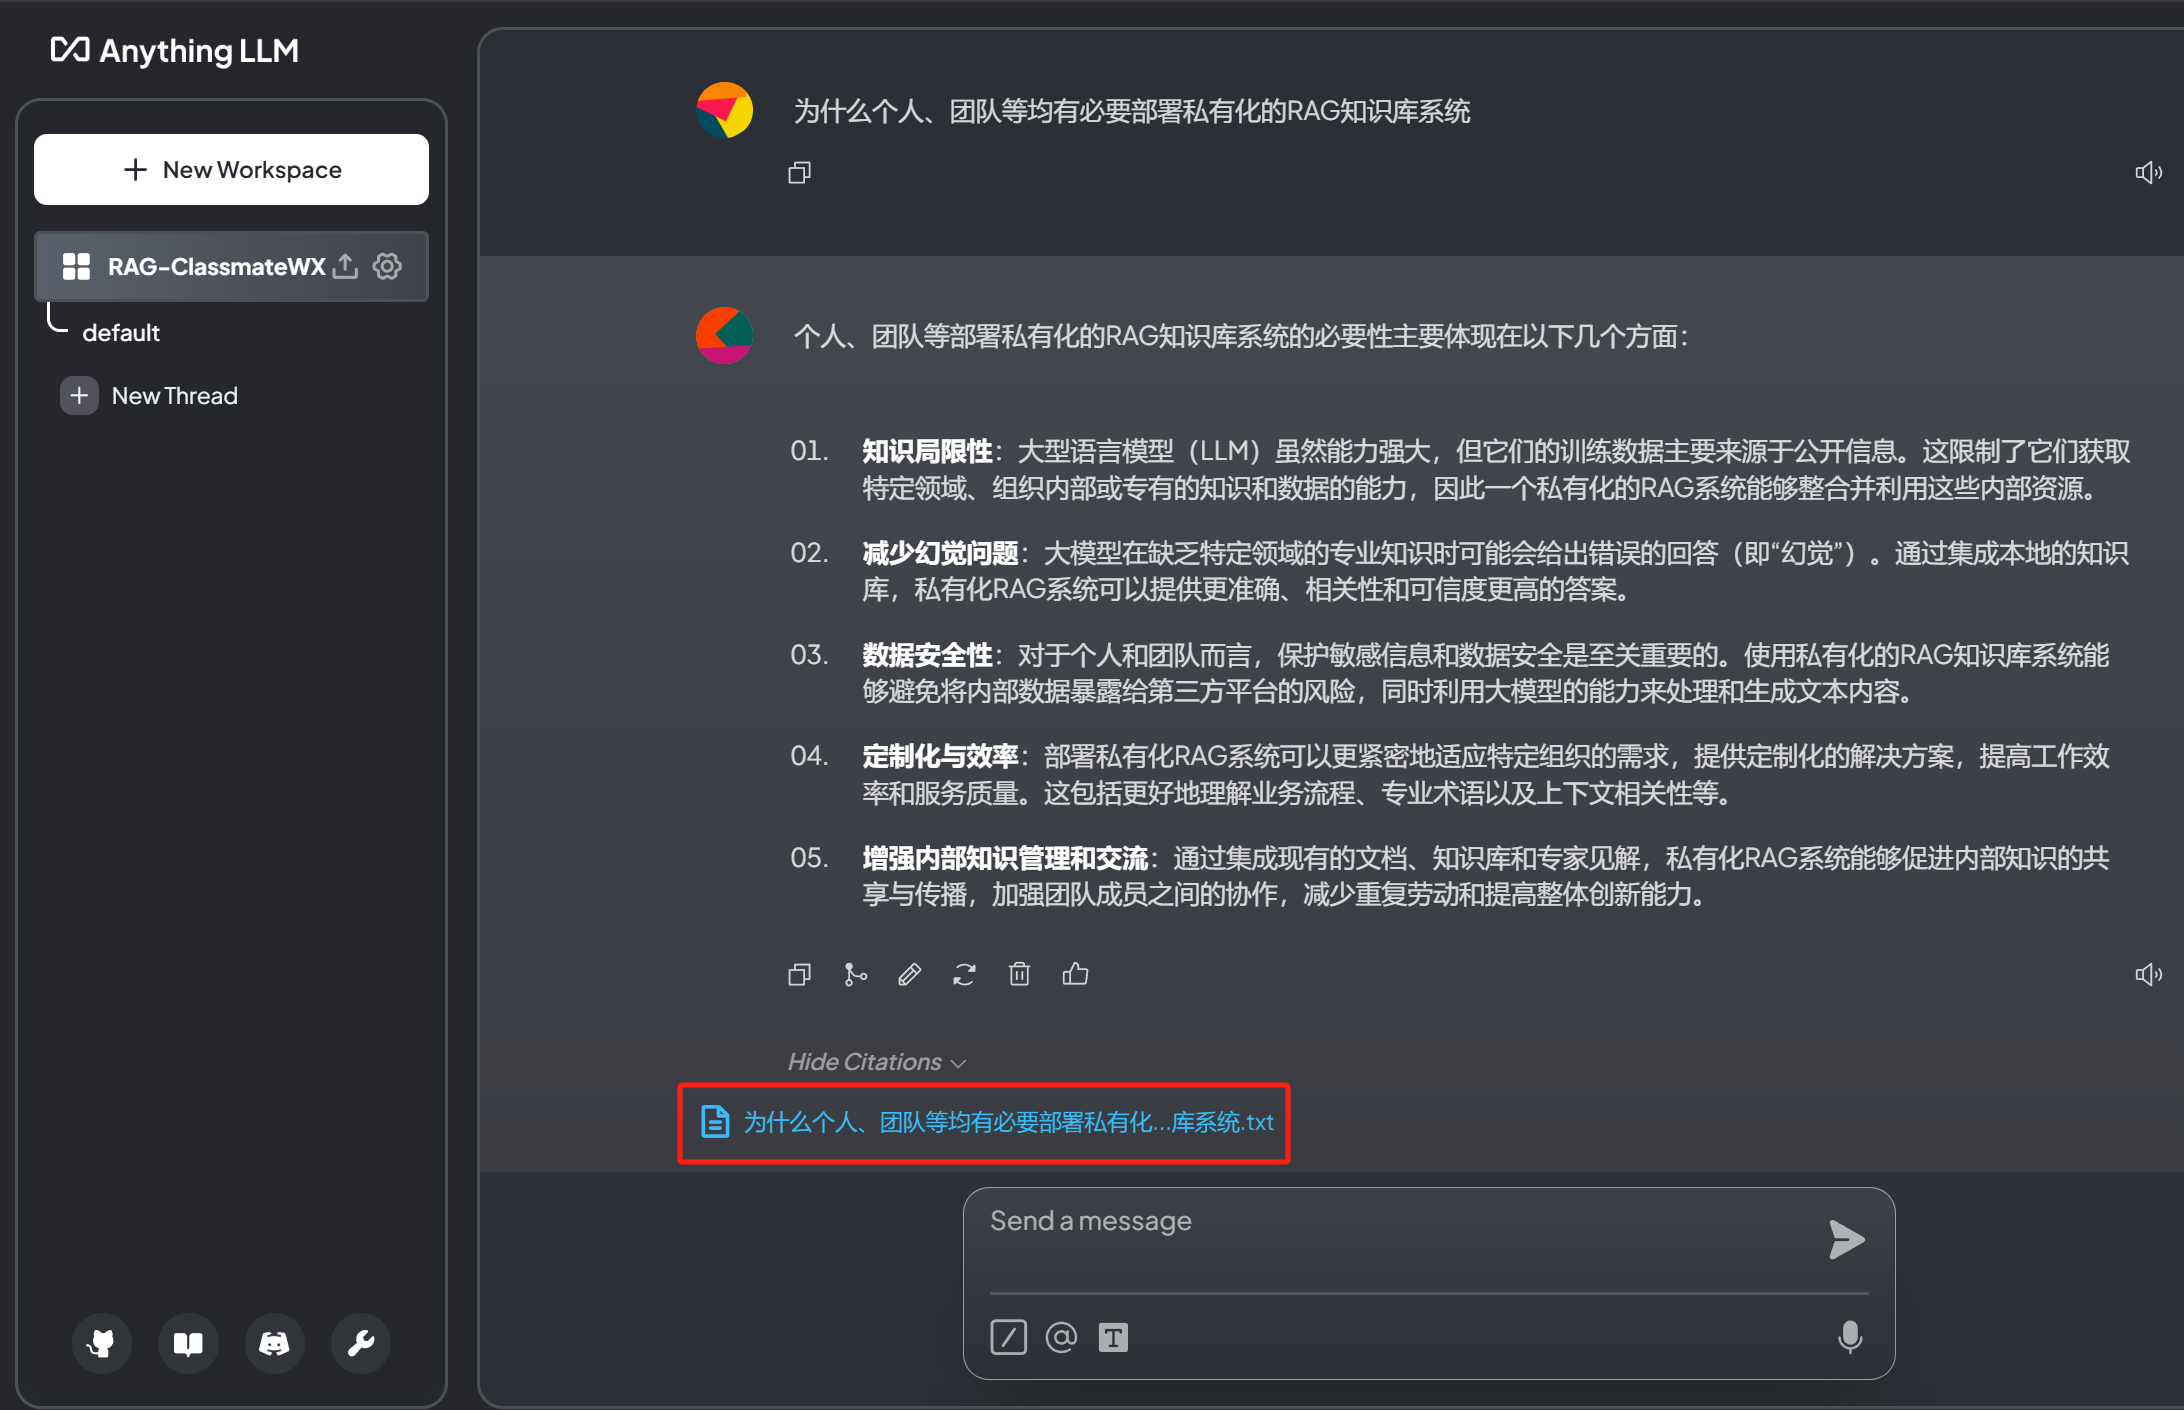 Anything LLM
New Workspace
RAG-ClassmateWX
default
New Thread
为什么个人、团队等均有必要部署私有化的RAG知识库系统
个人、团队等部署私有化的RAG知识库系统的必要性主要体现在以下几个方面：
01. 知识局限性：大型语言模型（LLM）虽然能力强大，但它们的训练数据主要来源于公开信息。这限制了它们获取
特定领域、组织内部或专有的知识和数据的能力，因此一个私有化的RAG系统能够整合并利用这些内部资源。
02. 减少幻觉问题：大模型在缺乏特定领域的专业知识时可能会给出错误的回答（即“幻觉”）。通过集成本地的知识
库，私有化RAG系统可以提供更准确、相关性和可信度更高的答案。
03. 数据安全性：对于个人和团队而言，保护敏感信息和数据安全是至关重要的。使用私有化的RAG知识库系统能
够避免将内部数据暴露给第三方平台的风险，同时利用大模型的能力来处理和生成文本内容。
04. 定制化与效率：部署私有化RAG系统可以更紧密地适应特定组织的需求，提供定制化的解决方案，提高工作效
率和服务质量。这包括更好地理解业务流程、专业术语以及上下文相关性等。
05. 增强内部知识管理和交流：通过集成现有的文档、知识库和专家见解，私有化RAG系统能够促进内部知识的共
享与传播，加强团队成员之间的协作，减少重复劳动和提高整体创新能力。
Hide Citations
为什么个人、团队等均有必要部署私有化...库系统.txt
Send a message